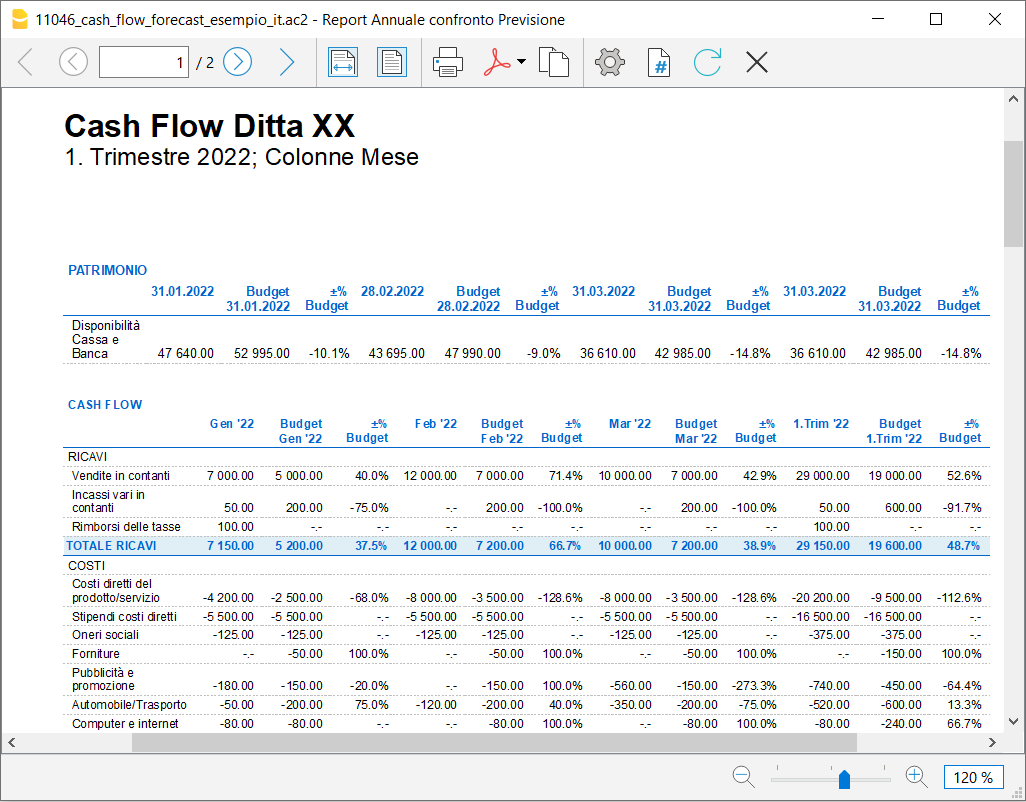 11046_cash_flow_forecast_esempio_it.ac2 - Report Annuale confronto Previsione
1 / 2
#
Cash Flow Ditta XX
1. Trimestre 2022; Colonne Mese
PATRIMONIO
31.01.2022 Budget ±% 28.02.2022 Budget ±% 31.03.2022 Budget ±% 31.03.2022 Budget ±%
31.01.2022 Budget 28.02.2022 Budget 31.03.2022 Budget 31.03.2022 Budget
Disponibilità
Cassa e
Banca 47 640.00 52 995.00 -10.1% 43 695.00 47 990.00 -9.0% 36 610.00 42 985.00 -14.8% 36 610.00 42 985.00 -14.8%
CASH FLOW
Gen '22 Budget ±% Feb '22 Budget ±% Mar '22 Budget ±% 1.Trim '22 Budget ±%
Gen '22 Budget Feb '22 Budget Mar '22 Budget 1.Trim '22 Budget
RICAVI
Vendite in contanti 7 000.00 5 000.00 40.0% 12 000.00 7 000.00 71.4% 10 000.00 7 000.00 42.9% 29 000.00 19 000.00 52.6%
Incassi vari in
contanti 50.00 200.00 -75.0% -.- 200.00 -100.0% -.- 200.00 -100.0% 50.00 600.00 -91.7%
Rimborsi delle tasse 100.00 -.- -.- -.- -.- -.- -.- -.- -.- 100.00 -.- -.-
TOTALE RICAVI 7 150.00 5 200.00 37.5% 12 000.00 7 200.00 66.7% 10 000.00 7 200.00 38.9% 29 150.00 19 600.00 48.7%
COSTI
Costi diretti del
prodotto/servizio -4 200.00 -2 500.00 -68.0% -8 000.00 -3 500.00 -128.6% -8 000.00 -3 500.00 -128.6% -20 200.00 -9 500.00 -112.6%
Stipendi costi diretti -5 500.00 -5 500.00 -.- -5 500.00 -5 500.00 -.- -5 500.00 -5 500.00 -.- -16 500.00 -16 500.00 -.-
Oneri sociali -125.00 -125.00 -.- -125.00 -125.00 -.- -125.00 -125.00 -.- -375.00 -375.00 -.-
Forniture -.- -50.00 100.0% -.- -50.00 100.0% -.- -50.00 100.0% -.- -150.00 100.0%
Pubblicità e
promozione -180.00 -150.00 -20.0% -.- -150.00 100.0% -560.00 -150.00 -273.3% -740.00 -450.00 -64.4%
Automobile/Trasporto -50.00 -200.00 75.0% -120.00 -200.00 40.0% -350.00 -200.00 -75.0% -520.00 -600.00 13.3%
Computer e internet -80.00 -80.00 -.- -.- -80.00 100.0% -.- -80.00 100.0% -80.00 -240.00 66.7%
120 %